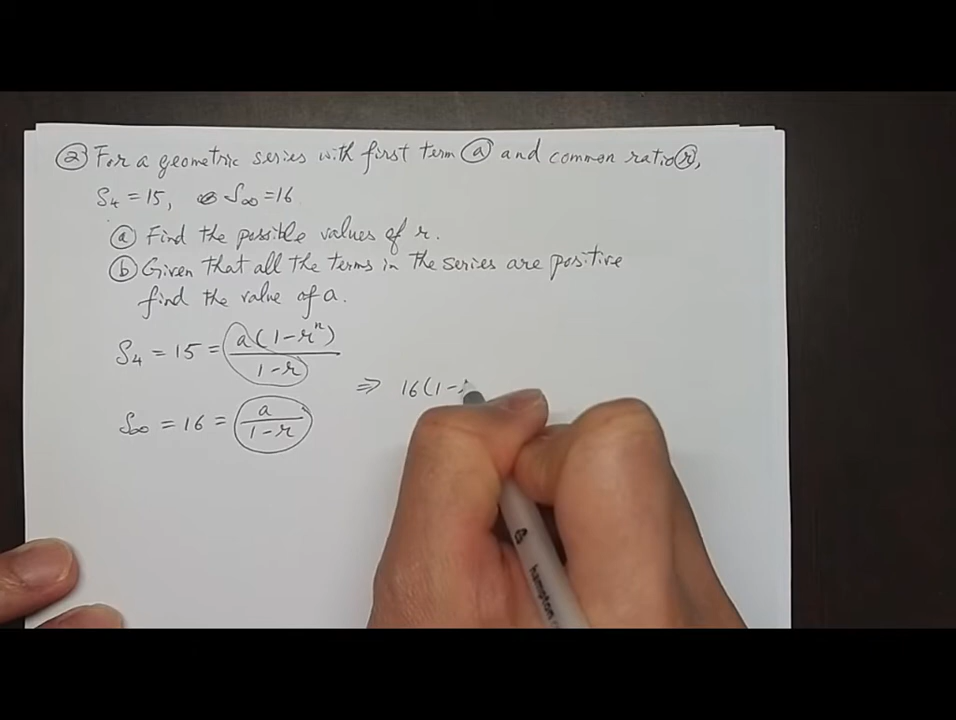 ② For a geometric series with first term ⓐ and common ratio ⓡ,
S₄ = 15, S∞ = 16
ⓐ Find the possible values of r.
ⓑ Given that all the terms in the series are positive
find the value of a.
S₄ = 15 = a(1-rⁿ)/(1-r)
⇒ 16(1-
S∞ = 16 = a/(1-r)
hampton